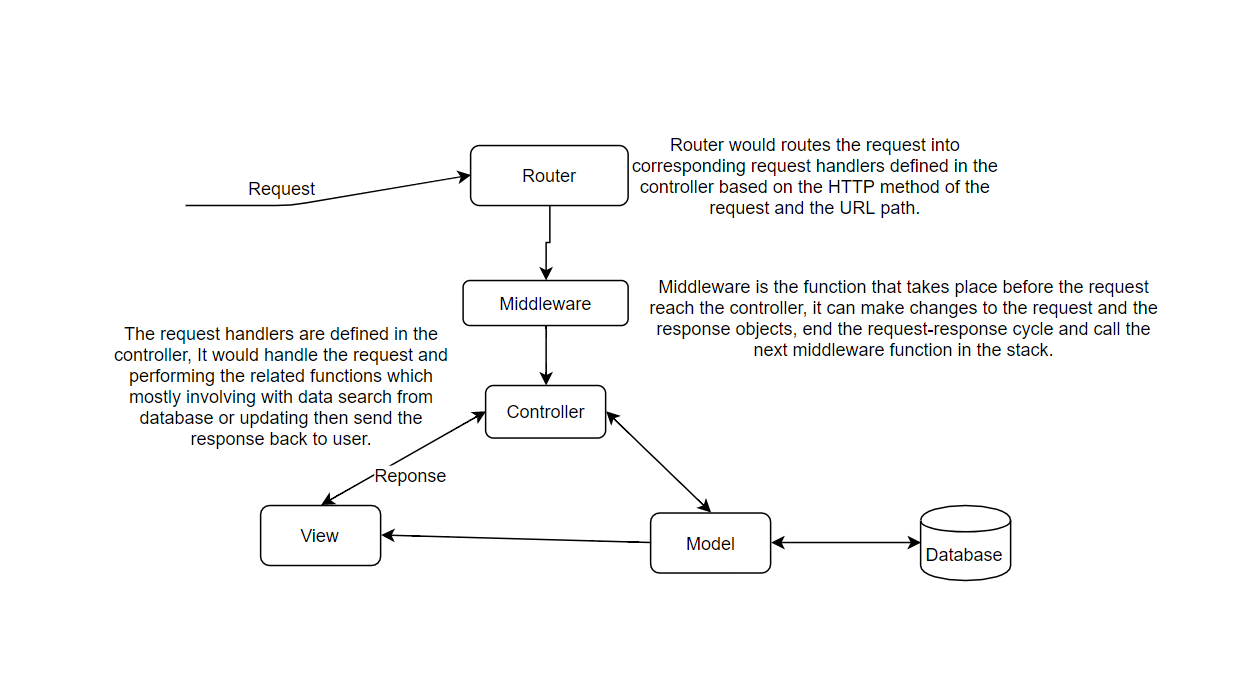 Router would routes the request into
corresponding request handlers defined in the
controller based on the HTTP method of the
request and the URL path.
Router
Request
Middleware is the function that takes place before the request
reach the controller, it can make changes to the request and the
response objects, end the request-response cycle and call the
next middleware function in the stack.
Middleware
The request handlers are defined in the
controller, It would handle the request and
performing the related functions which
mostly involving with data search from
database or updating then send the
response back to user.
Controller
Reponse
View
Model
Database